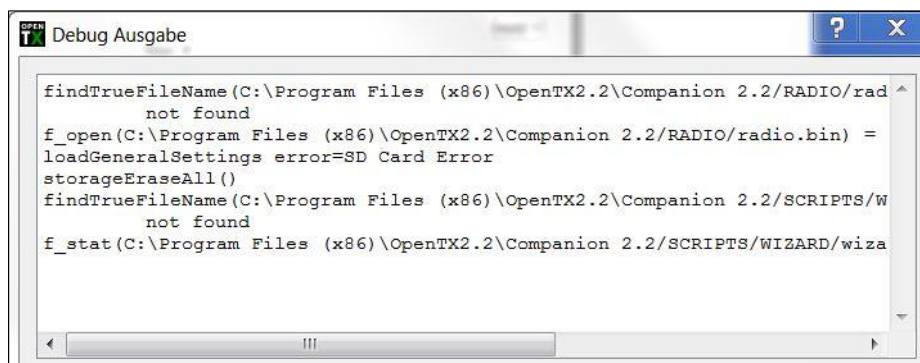 OPEN TX Debug Ausgabe
findTrueFileName(C:\Program Files (x86)\OpenTX2.2\Companion 2.2/RADIO/rad
not found
f_open(C:\Program Files (x86)\OpenTX2.2\Companion 2.2/RADIO/radio.bin) =
loadGeneralSettings error=SD Card Error
storageEraseAll()
findTrueFileName(C:\Program Files (x86)\OpenTX2.2\Companion 2.2/SCRIPTS/W
not found
f_stat(C:\Program Files (x86)\OpenTX2.2\Companion 2.2/SCRIPTS/WIZARD/wiza